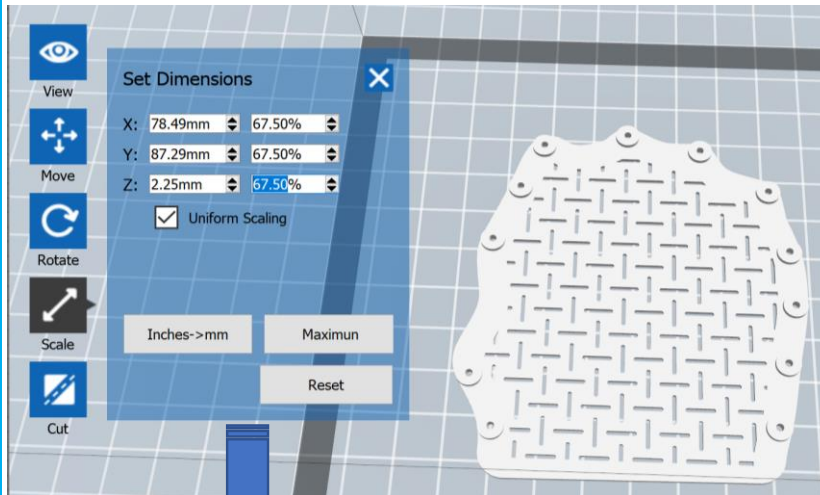 View
Move
Rotate
Scale
Cut
Set Dimensions
X: 78.49mm 67.50%
Y: 87.29mm 67.50%
Z: 2.25mm 67.50%
Uniform Scaling
Inches->mm Maximun
Reset